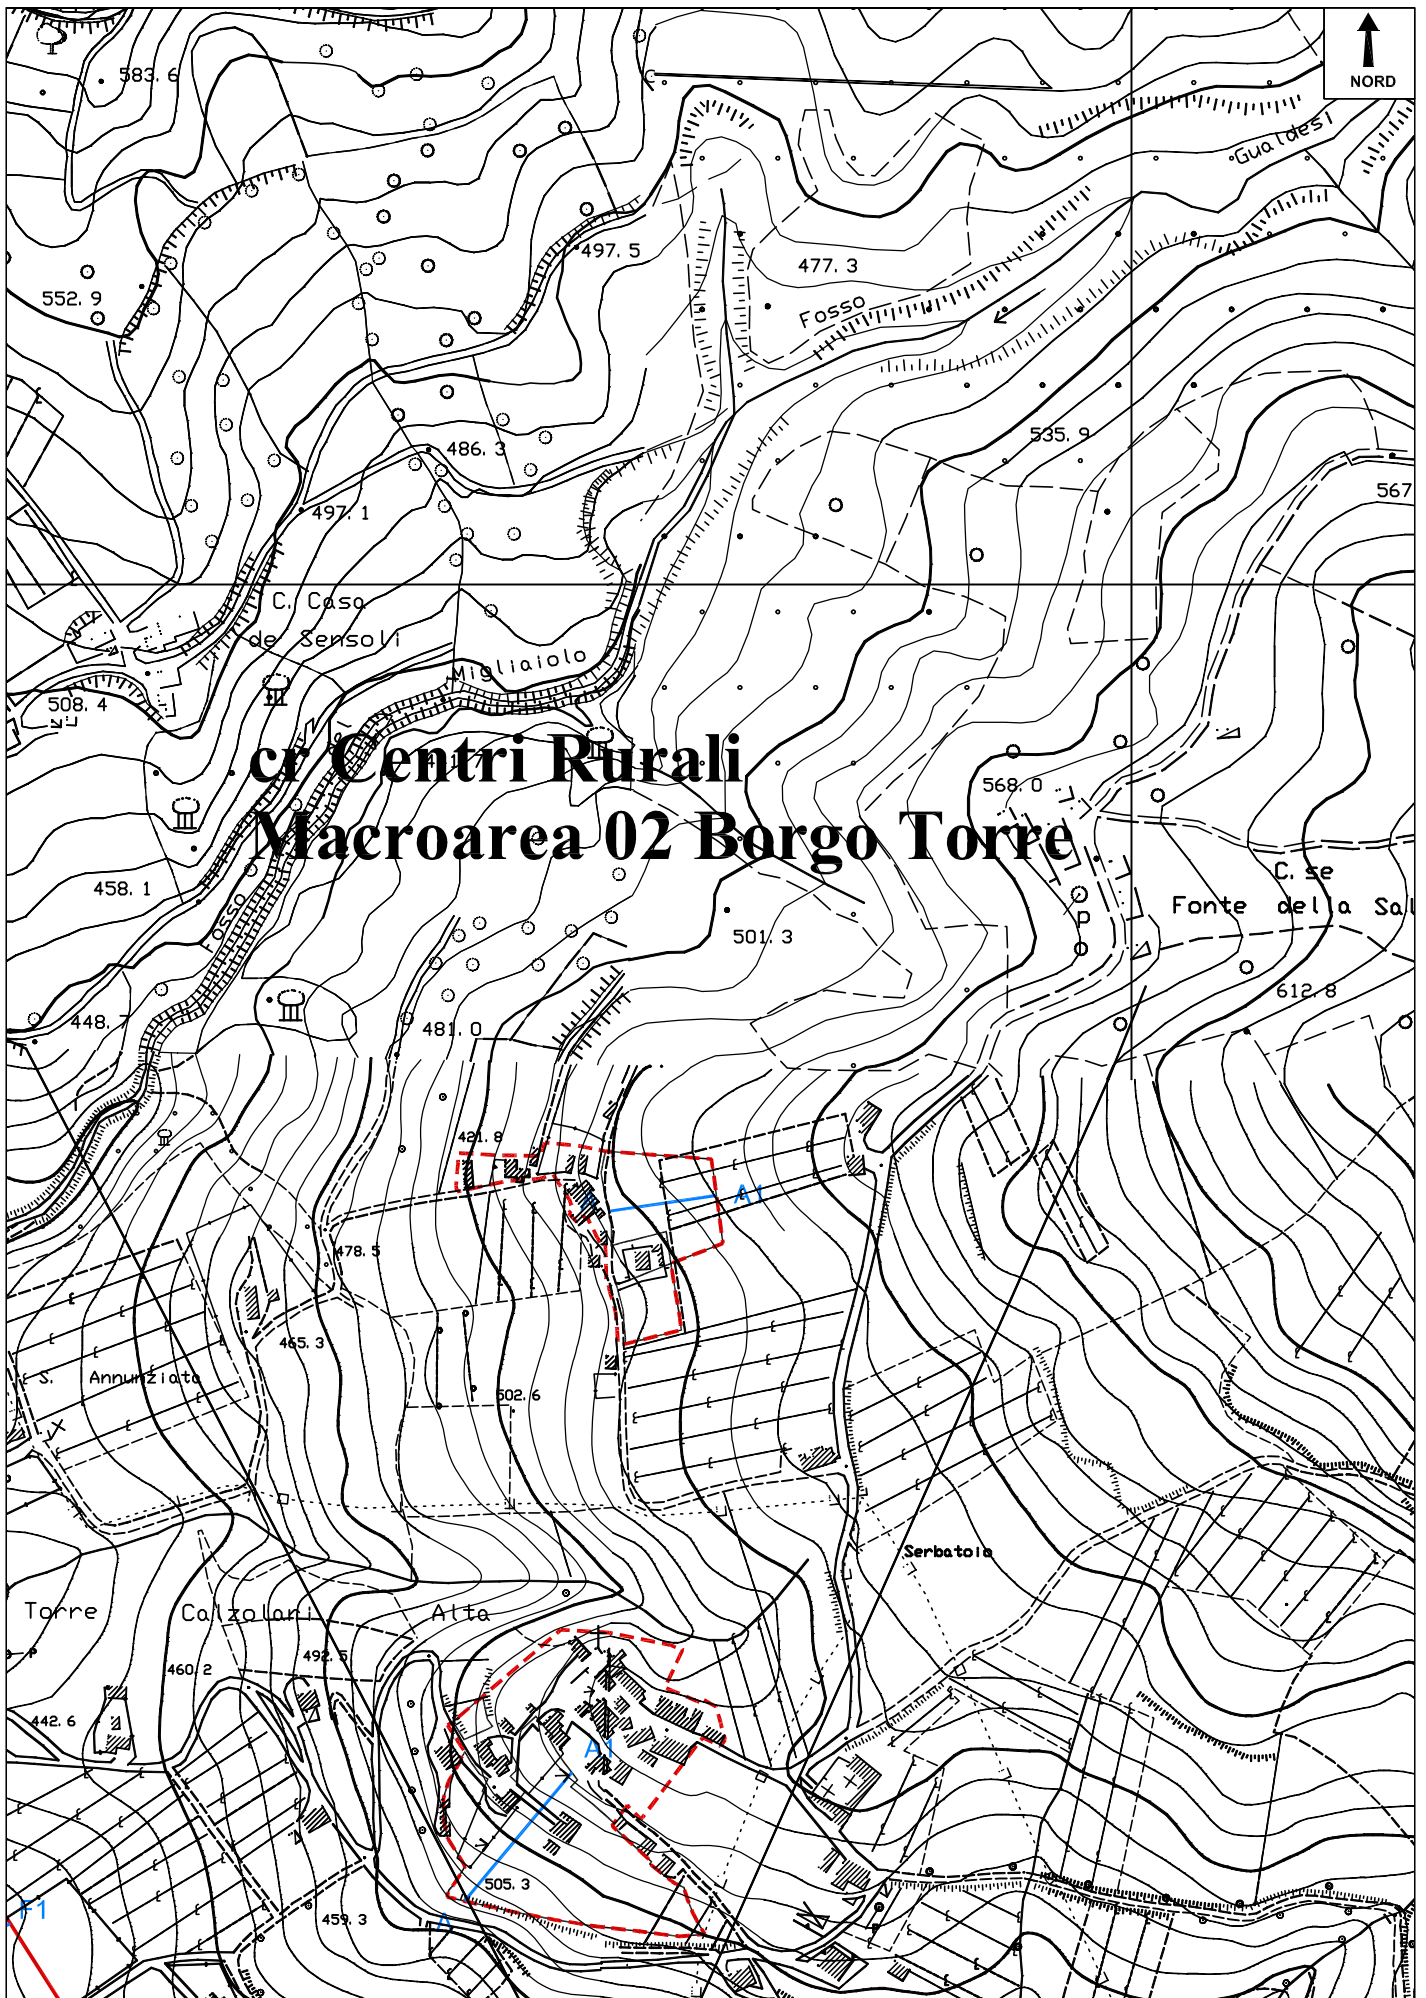 NORD
583. 6
Gualdesi
497. 5
477. 3
552. 9
Fosso
535. 9
486. 3
567
497. 1
C. Casa
de' Sensoli
Migliaiolo
508. 4
cr Centri Rurali
568. 0
Macroarea 02 Borgo Torre
C. se
458. 1
Fonte della Sal
Fosso
P
501. 3
612. 8
448. 7
481. 0
421. 8
A1
478. 5
465. 3
S. Annunziata
502. 6
Serbatoio
Torre Calzolari Alta
492. 5
P
460. 2
442. 6
A1
505. 3
F1
459. 3
A